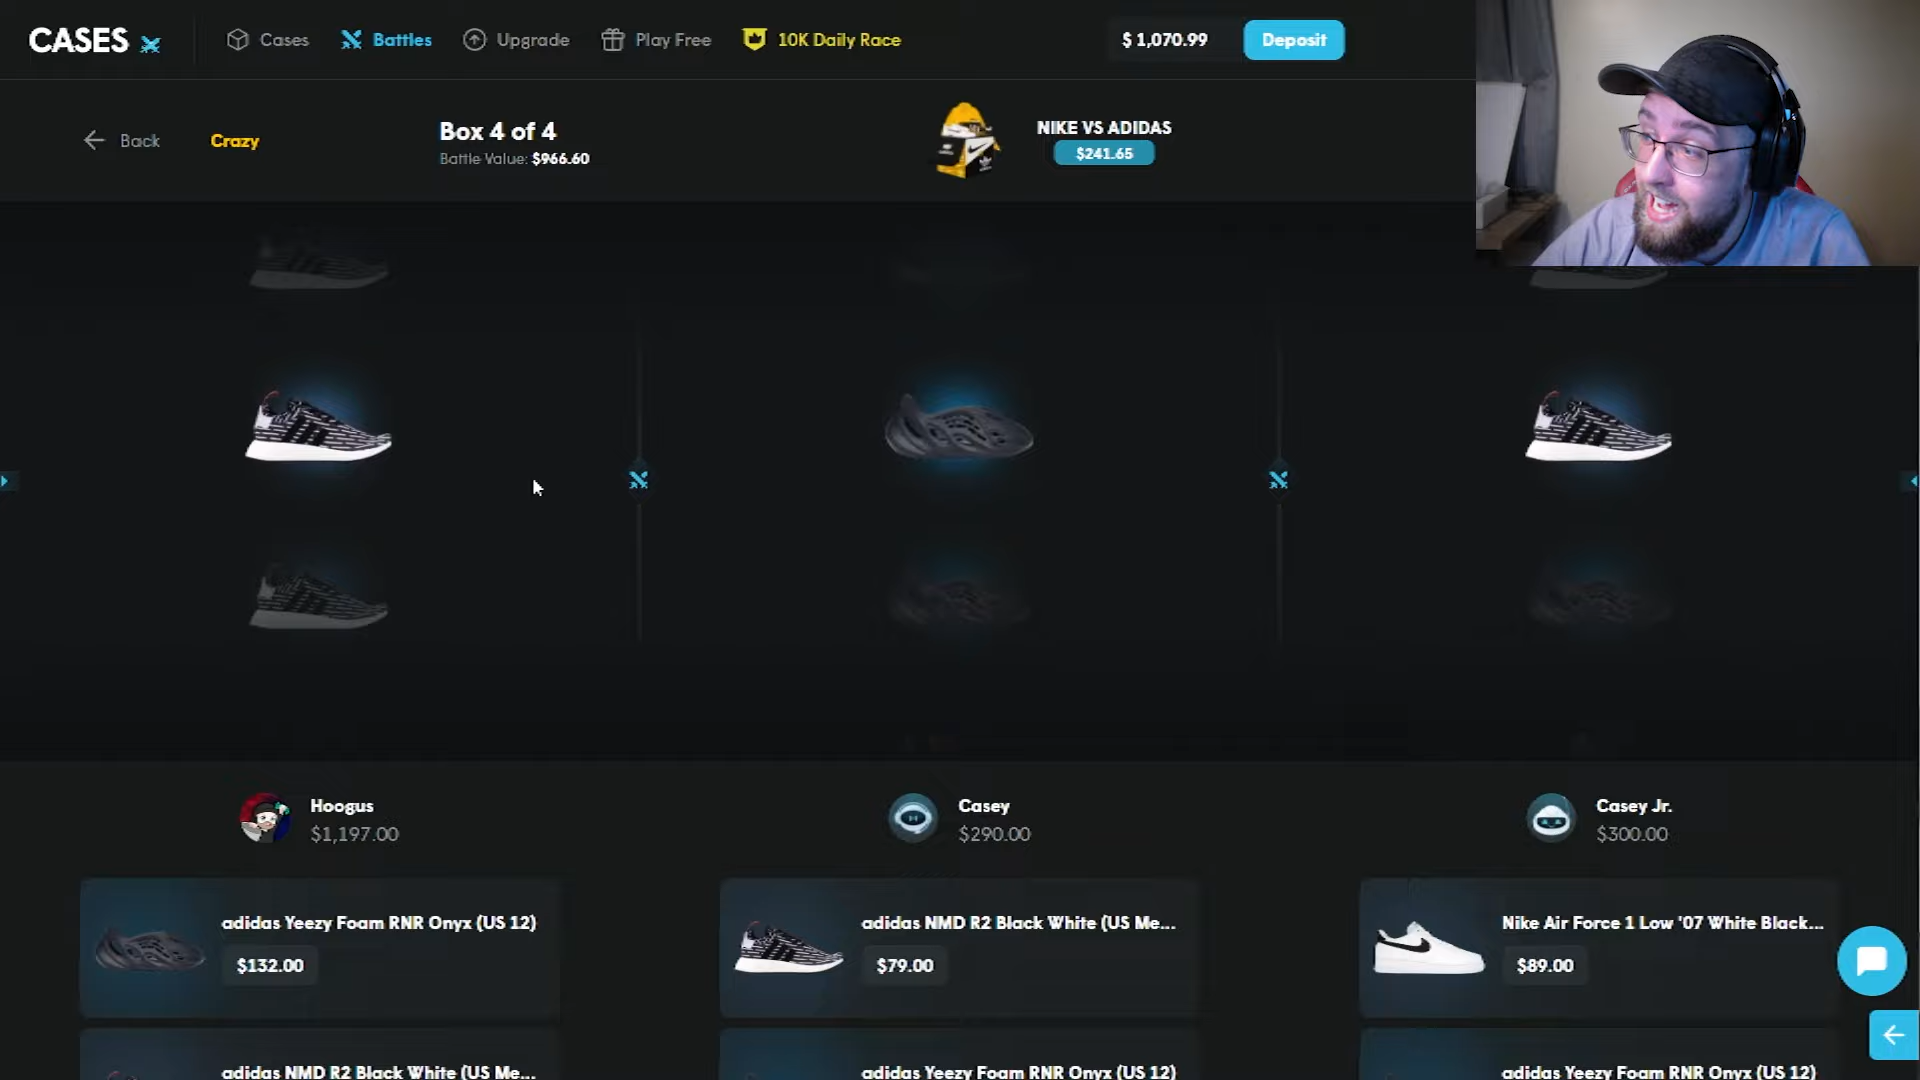 CASES
Cases
Battles
Upgrade
Play Free
10K Daily Race
$ 1,070.99
Deposit
Back
Crazy
Box 4 of 4
Battle Value: $966.60
NIKE VS ADIDAS
$241.65
Hoogus
$1,197.00
Casey
$290.00
Casey Jr.
$300.00
adidas Yeezy Foam RNR Onyx (US 12)
$132.00
adidas NMD R2 Black White (US Me...
$79.00
Nike Air Force 1 Low '07 White Black...
$89.00
adidas NMD R2 Black White (US Me...
adidas Yeezy Foam RNR Onyx (US 12)
adidas Yeezy Foam RNR Onyx (US 12)